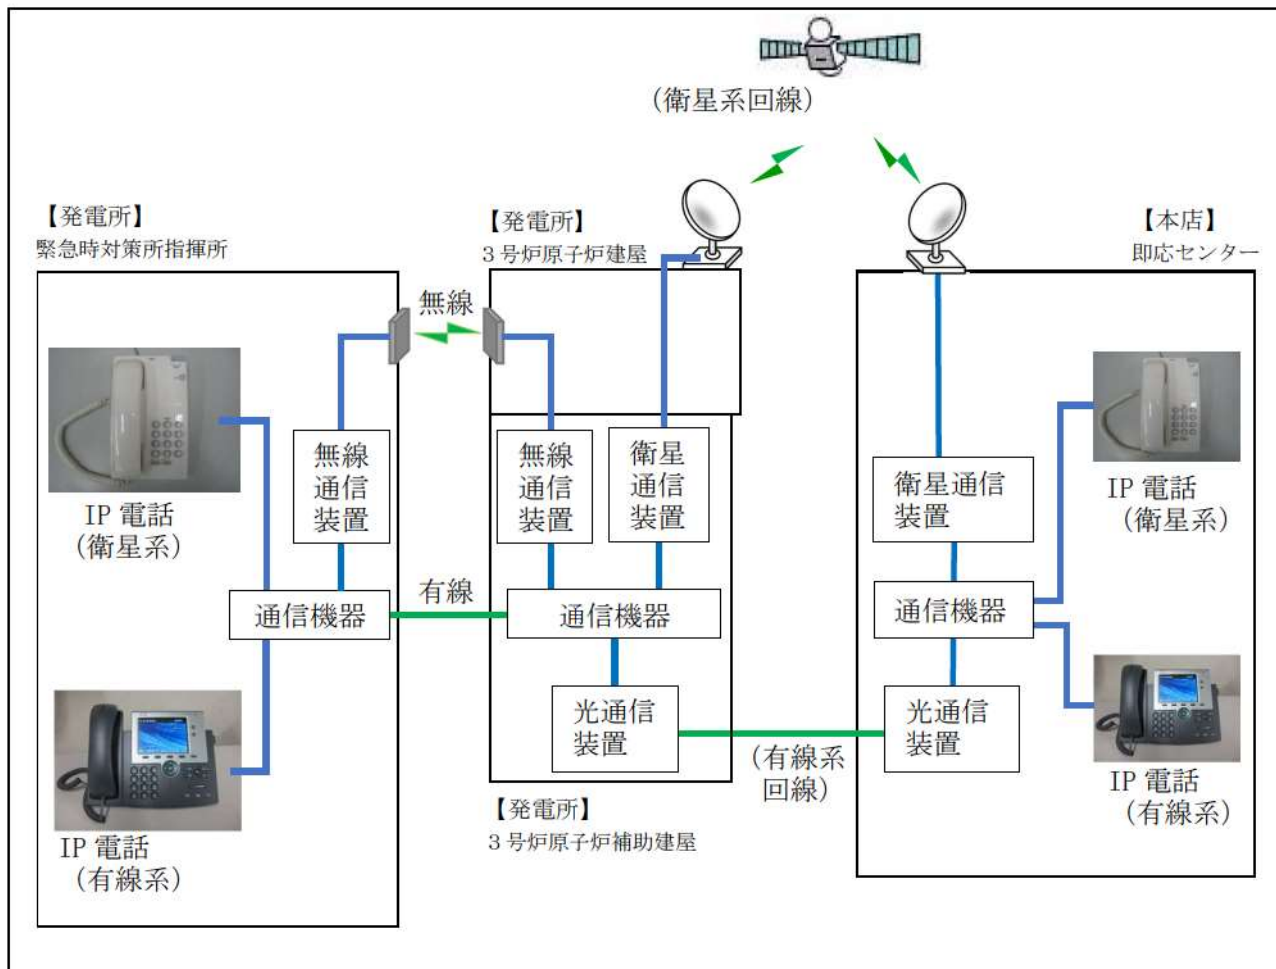 （衛星系回線）
【発電所】
緊急時対策所指揮所
【発電所】
３号炉原子炉建屋
【本店】
即応センター
無線
IP 電話
（衛星系）
無線
通信
装置
無線
通信
装置
衛星
通信
装置
衛星通信
装置
IP 電話
（衛星系）
通信機器
有線
通信機器
通信機器
光通信
装置
（有線系
回線）
光通信
装置
IP 電話
（有線系）
IP 電話
（有線系）
【発電所】
３号炉原子炉補助建屋